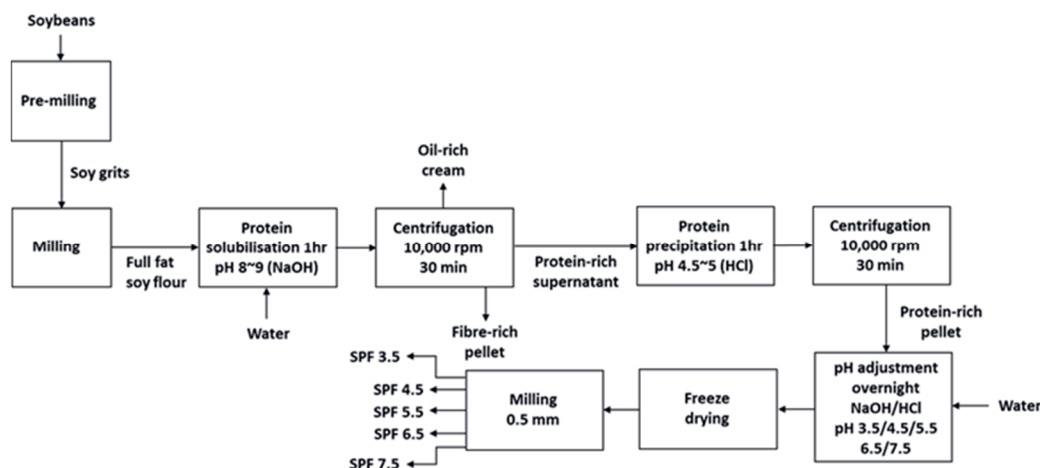 Soybeans
Pre-milling
Soy grits
Milling
Full fat
soy flour
Protein
solubilisation 1hr
pH 8~9 (NaOH)
Water
Oil-rich
cream
Centrifugation
10,000 rpm
30 min
Fibre-rich
pellet
Protein-rich
supernatant
Protein
precipitation 1hr
pH 4.5~5 (HCl)
Centrifugation
10,000 rpm
30 min
Protein-rich
pellet
pH adjustment
overnight
NaOH/HCl
pH 3.5/4.5/5.5
6.5/7.5
Water
Freeze
drying
Milling
0.5 mm
SPF 3.5
SPF 4.5
SPF 5.5
SPF 6.5
SPF 7.5